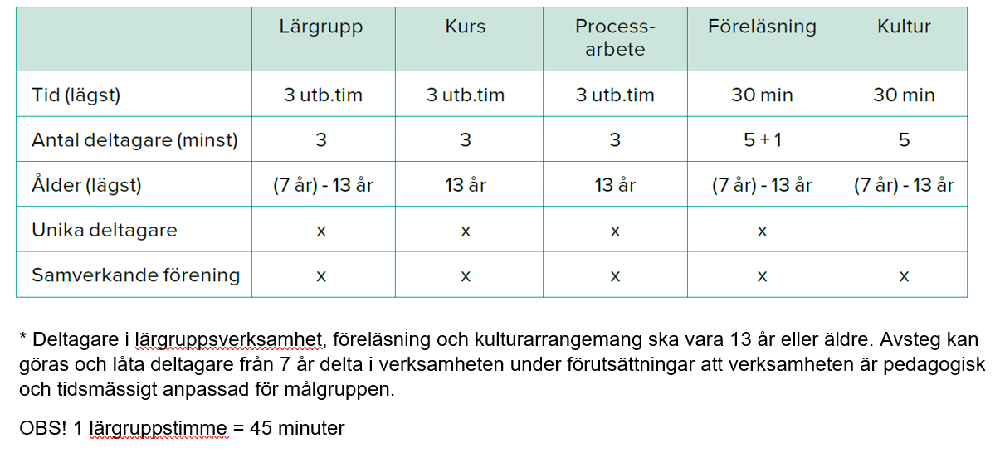 Lärgrupp Kurs Process- Föreläsning Kultur
arbete
Tid (lägst) 3 utb.tim 3 utb.tim 3 utb.tim 30 min 30 min
Antal deltagare (minst) 3 3 3 5 + 1 5
Ålder (lägst) (7 år) - 13 år 13 år 13 år (7 år) - 13 år (7 år) - 13 år
Unika deltagare x x x x
Samverkande förening x x x x x
* Deltagare i lärgruppsverksamhet, föreläsning och kulturarrangemang ska vara 13 år eller äldre. Avsteg kan
göras och låta deltagare från 7 år delta i verksamheten under förutsättningar att verksamheten är pedagogisk
och tidsmässigt anpassad för målgruppen.
OBS! 1 lärgruppstimme = 45 minuter